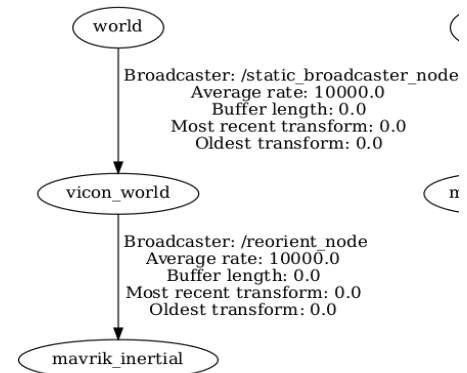 world
Broadcaster: /static_broadcaster_node
Average rate: 10000.0
Buffer length: 0.0
Most recent transform: 0.0
Oldest transform: 0.0
vicon_world
Broadcaster: /reorient_node
Average rate: 10000.0
Buffer length: 0.0
Most recent transform: 0.0
Oldest transform: 0.0
mavrik_inertial